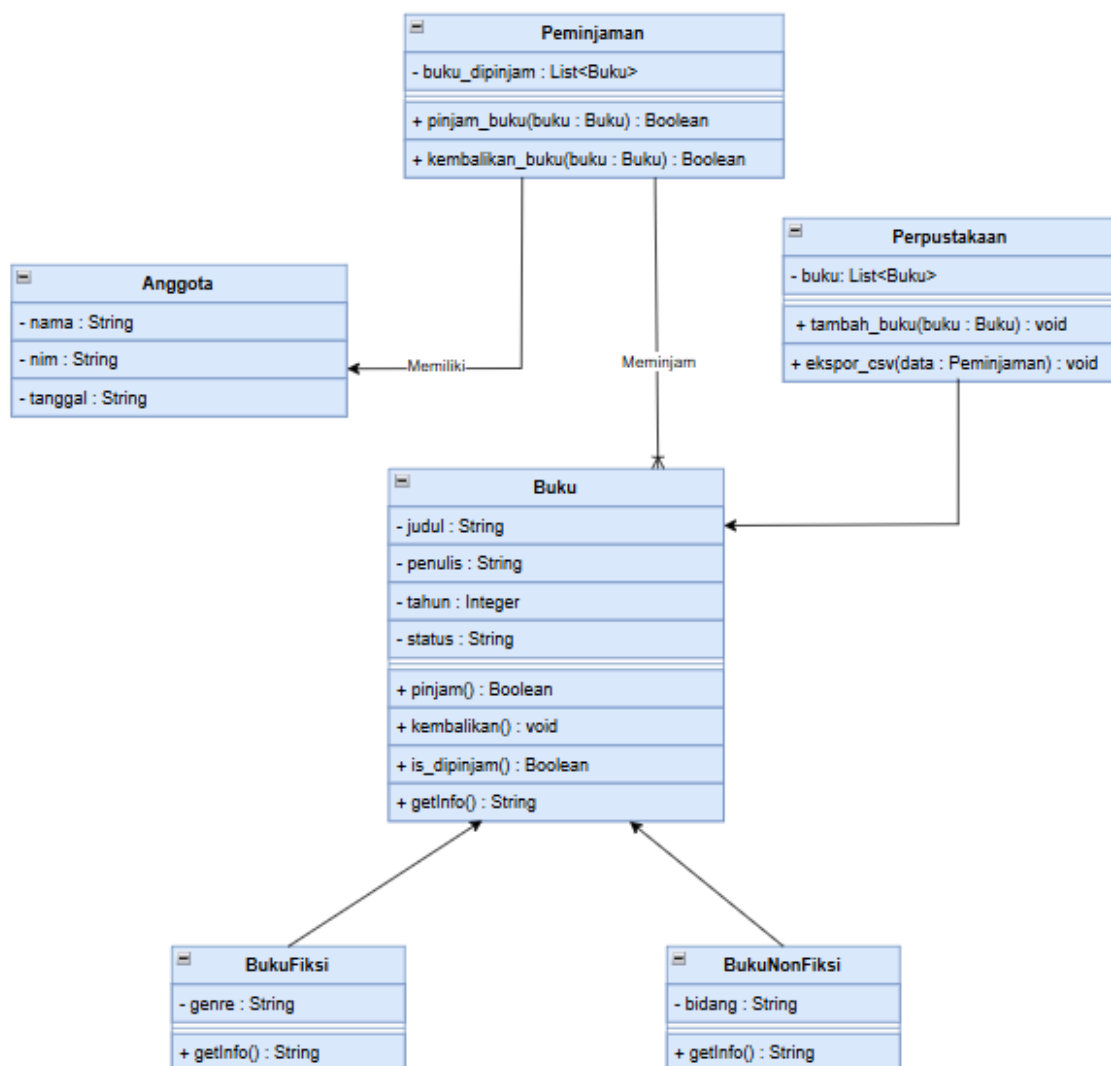 Peminjaman
- buku_dipinjam : List<Buku>
+ pinjam_buku(buku : Buku) : Boolean
+ kembalikan_buku(buku : Buku) : Boolean
Perpustakaan
- buku: List<Buku>
+ tambah_buku(buku : Buku) : void
+ ekspor_csv(data : Peminjaman) : void
Anggota
- nama : String
- nim : String
- tanggal : String
Memiliki
Meminjam
Buku
- judul : String
- penulis : String
- tahun : Integer
- status : String
+ pinjam() : Boolean
+ kembalikan() : void
+ is_dipinjam() : Boolean
+ getInfo() : String
BukuFiksi
- genre : String
+ getInfo() : String
BukuNonFiksi
- bidang : String
+ getInfo() : String